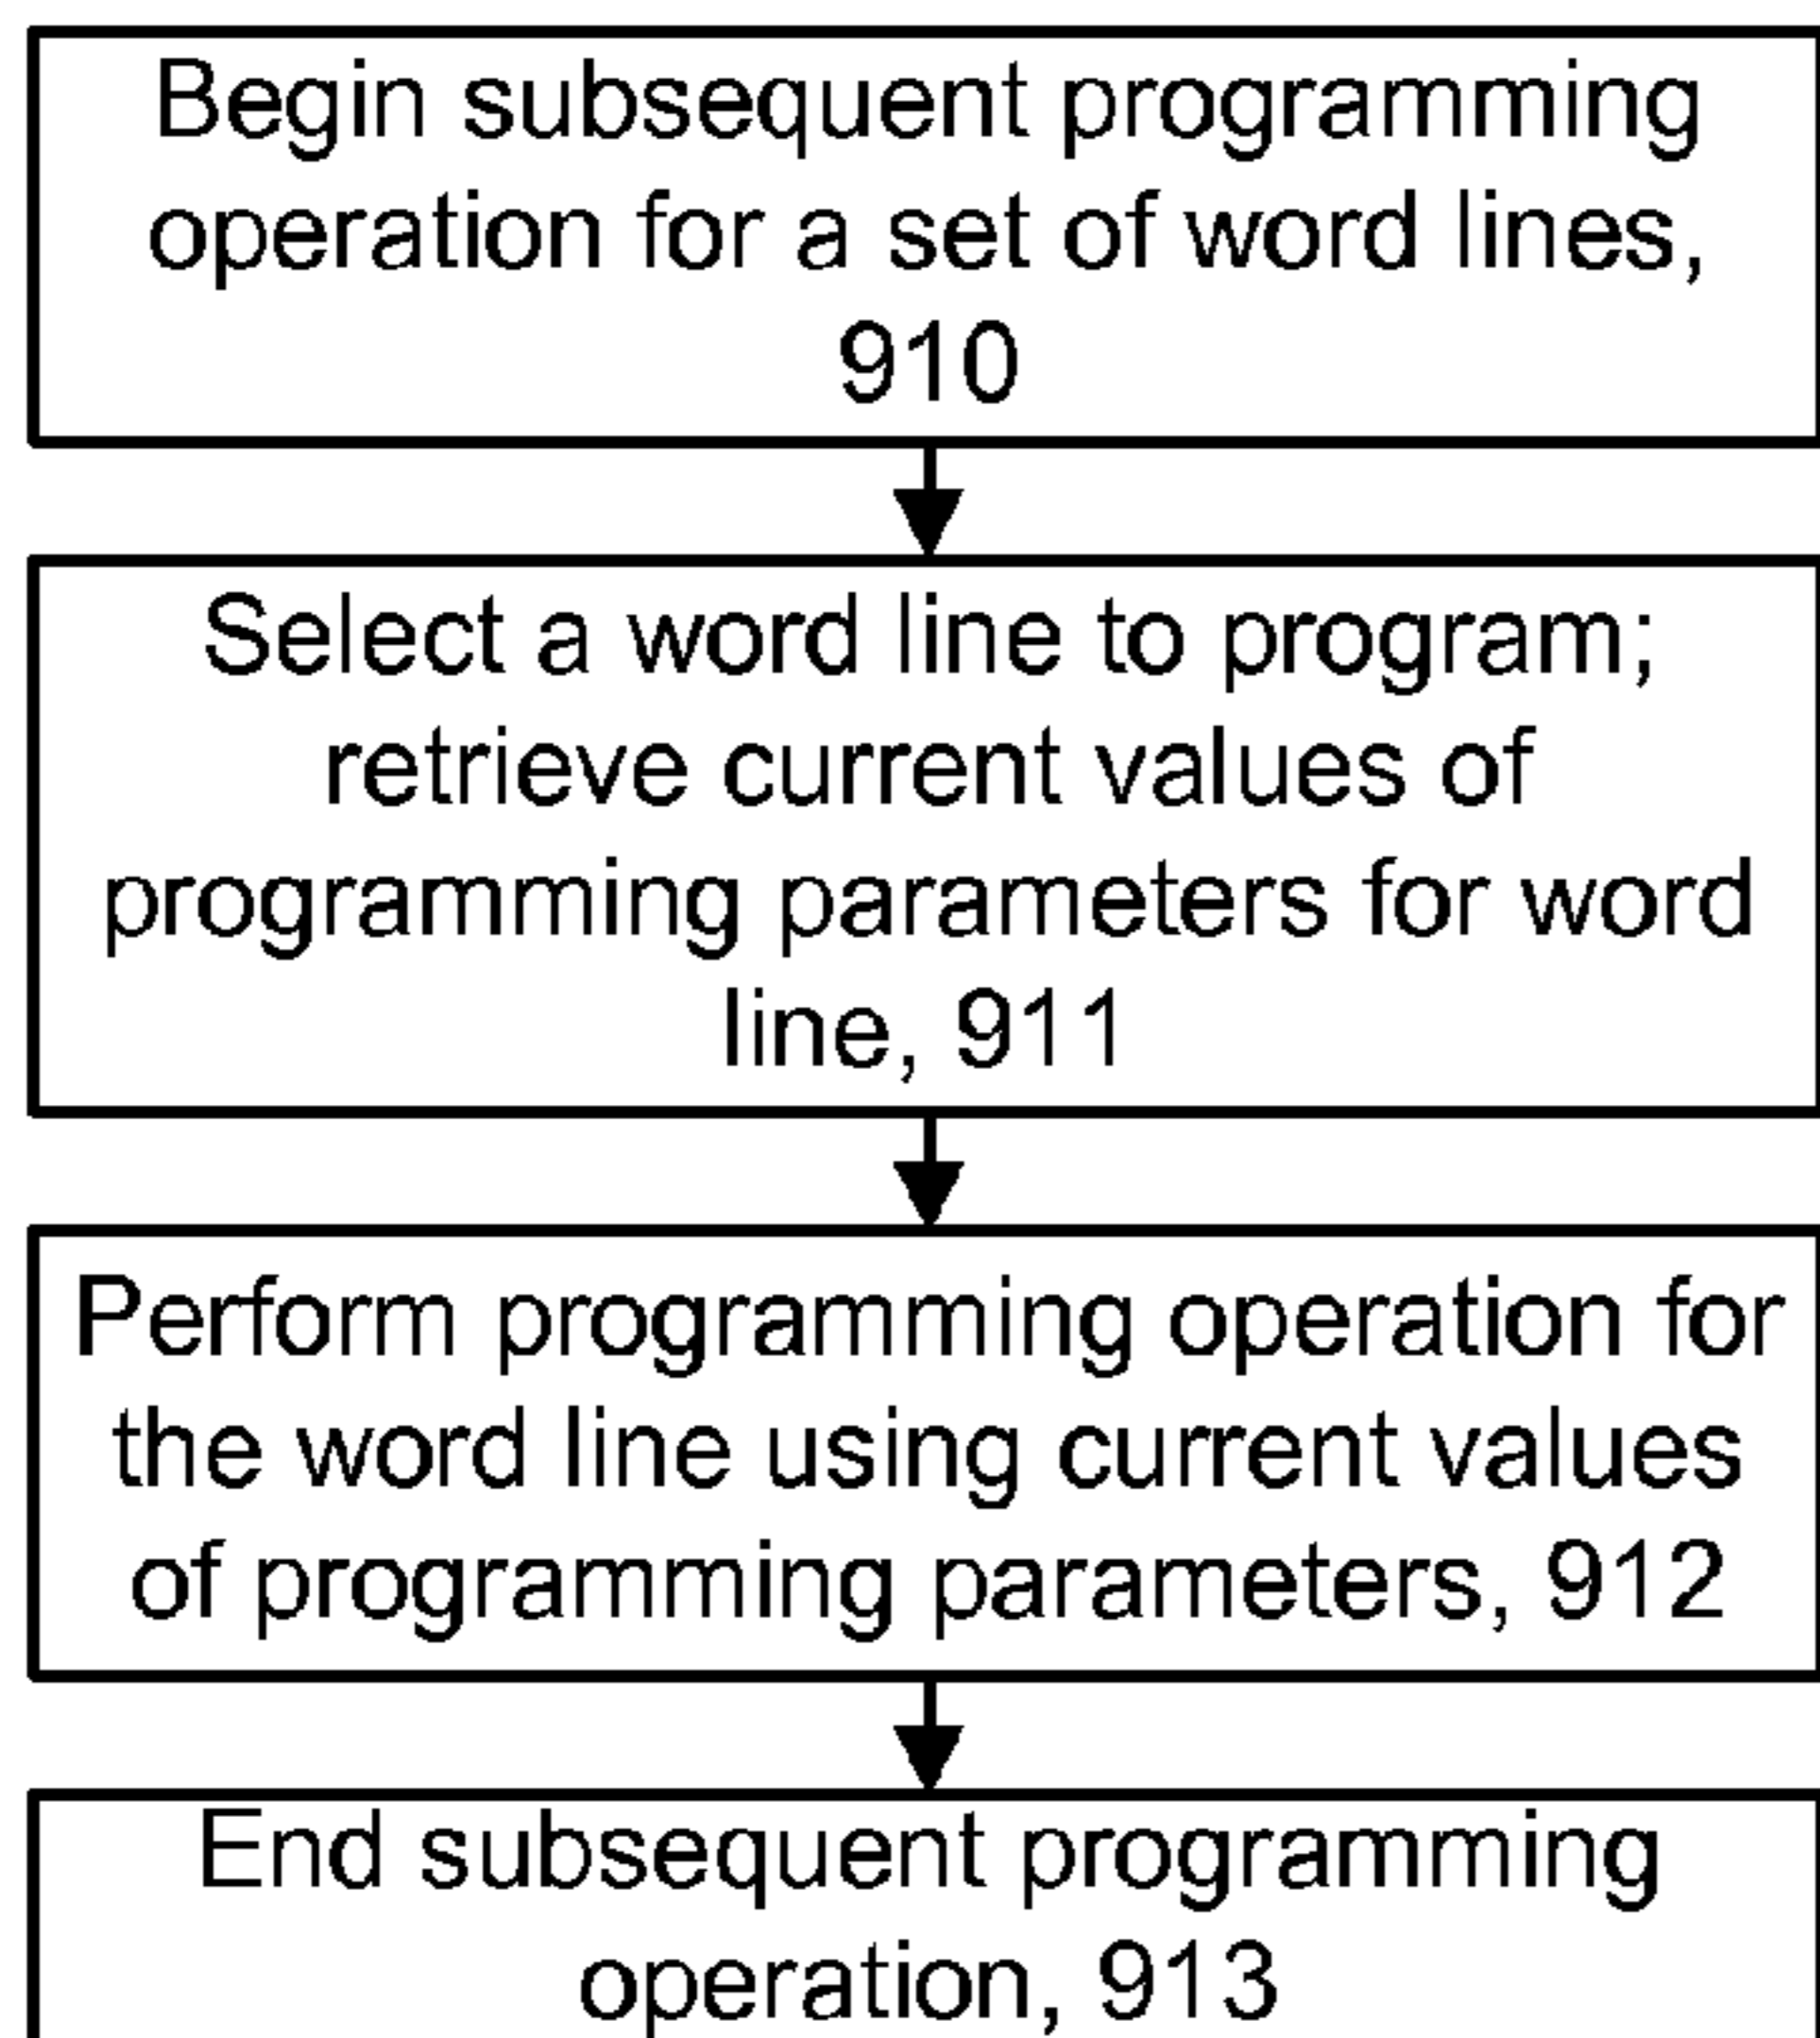 Begin subsequent programming
operation for a set of word lines,
910
Select a word line to program;
retrieve current values of
programming parameters for word
line, 911
Perform programming operation for
the word line using current values
of programming parameters, 912
End subsequent programming
operation, 913